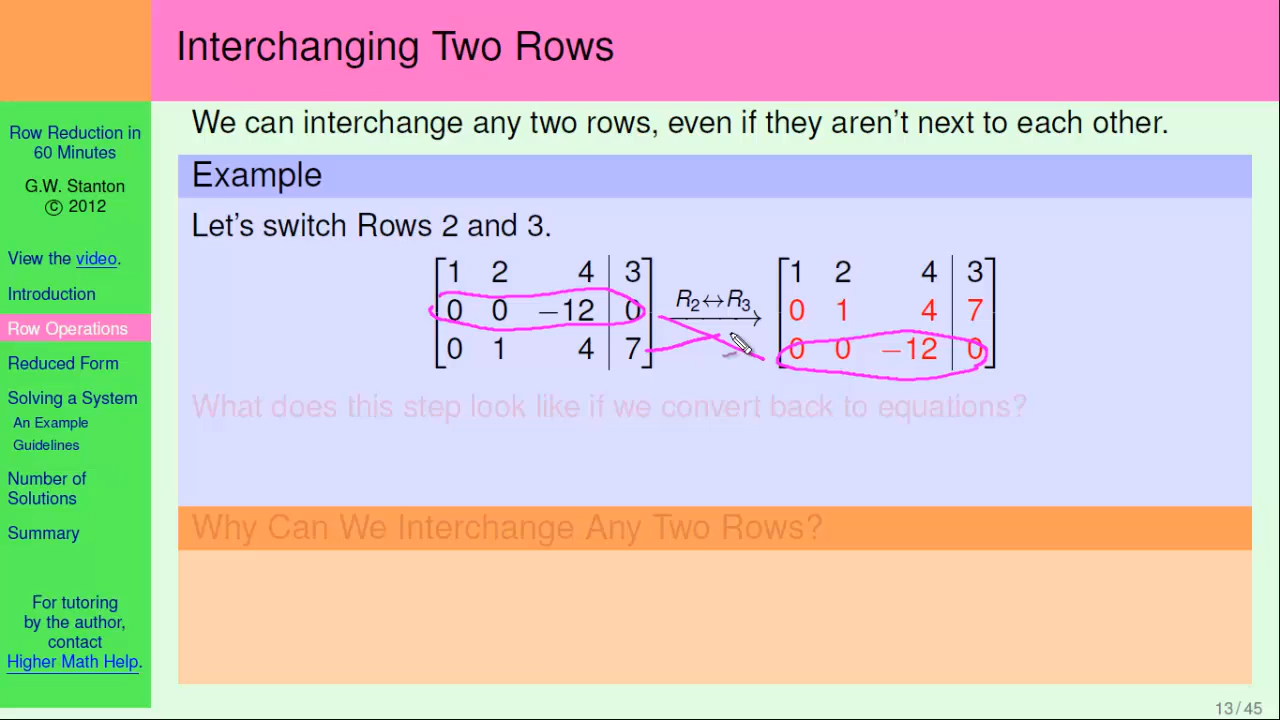 Interchanging Two Rows
Row Reduction in
60 Minutes
G.W. Stanton
© 2012
View the video.
Introduction
Row Operations
Reduced Form
Solving a System
An Example
Guidelines
Number of
Solutions
Summary
For tutoring
by the author,
contact
Higher Math Help.
We can interchange any two rows, even if they aren't next to each other.
Example
Let's switch Rows 2 and 3.
[1 2 4 | 3] [1 2 4 | 3]
[0 0 −12 | 0] R₂↔R₃ [0 1 4 | 7]
[0 1 4 | 7] [0 0 −12 | 0]
What does this step look like if we convert back to equations?
Why Can We Interchange Any Two Rows?
13 / 45